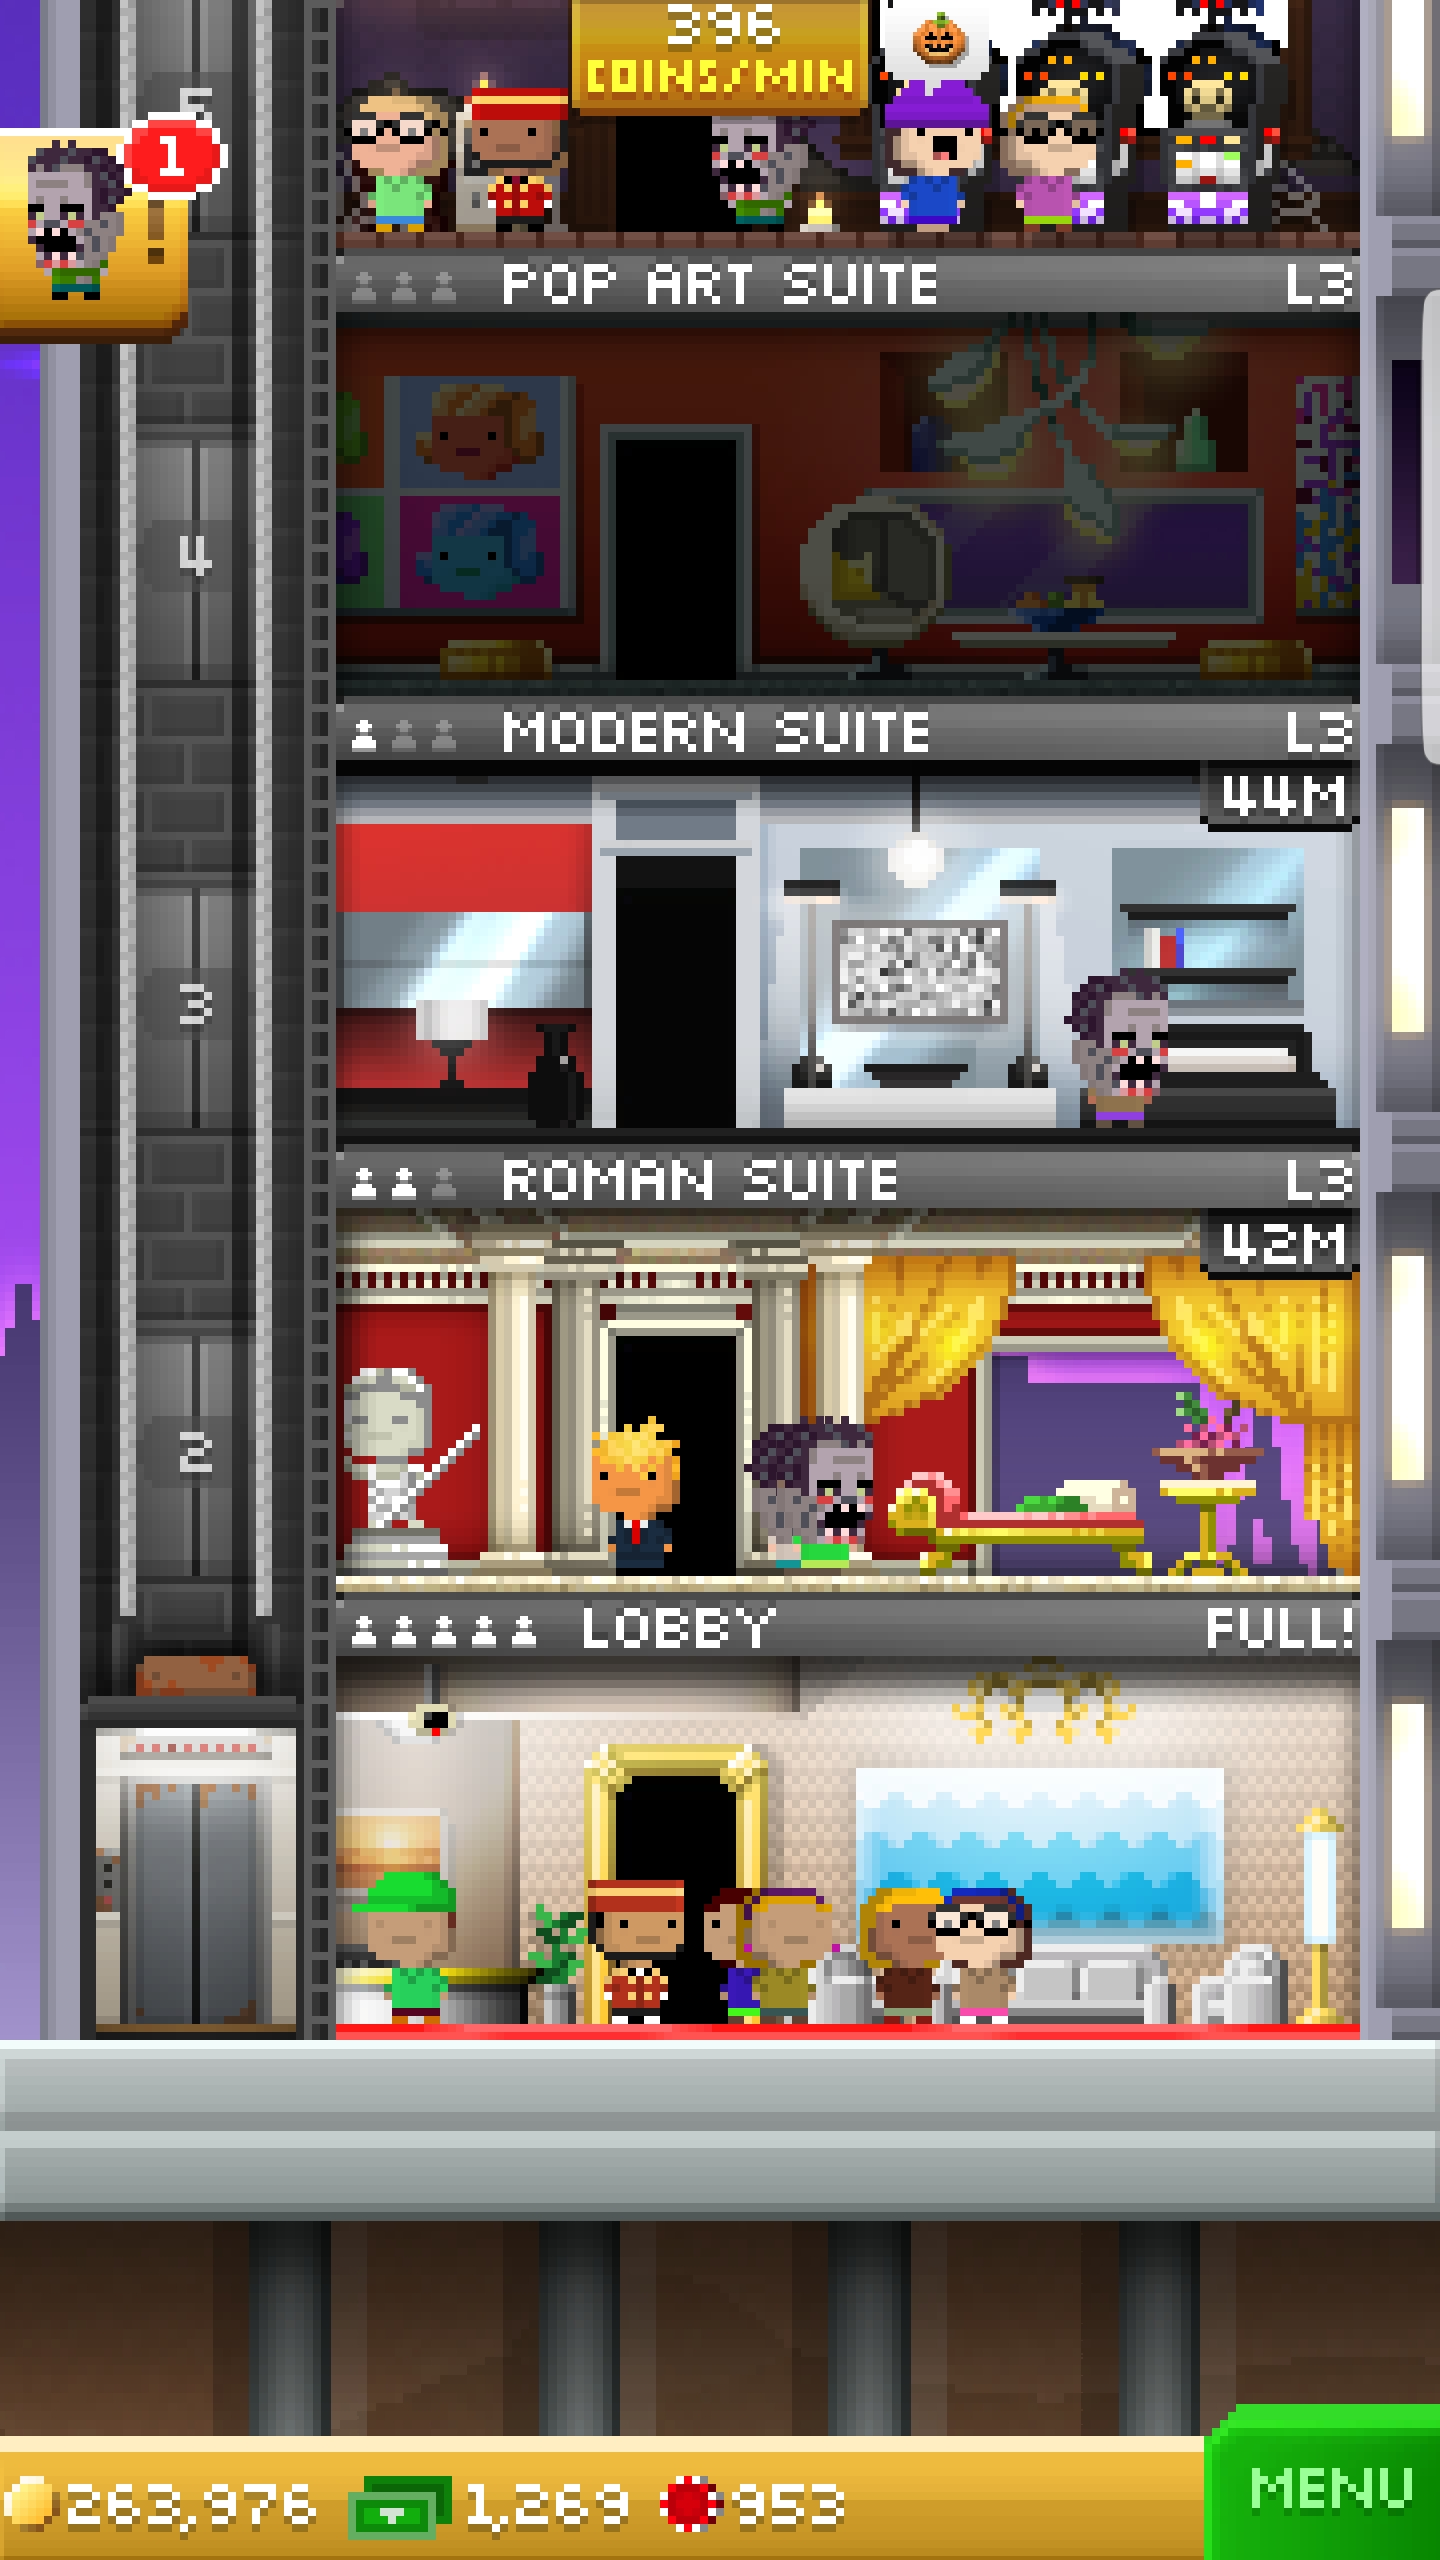 396
COINS/MIN
5
1
!
POP ART SUITE L3
4
MODERN SUITE L3
44M
3
ROMAN SUITE L3
42M
2
LOBBY FULL!
263,976 1,269 953
MENU